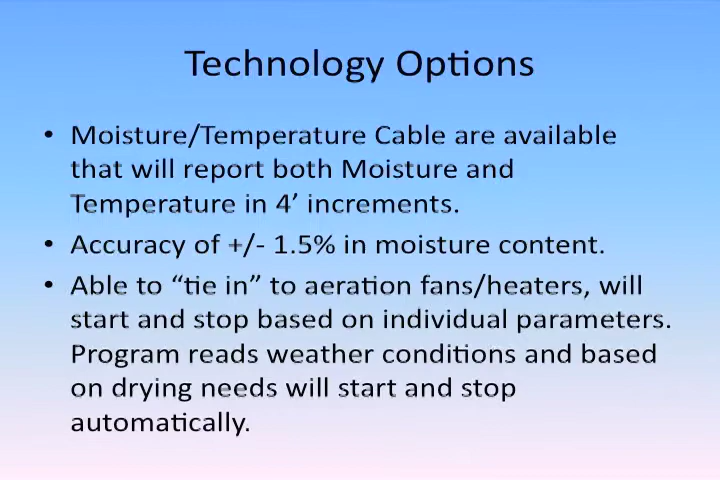 Technology Options
• Moisture/Temperature Cable are available
that will report both Moisture and
Temperature in 4’ increments.
• Accuracy of +/- 1.5% in moisture content.
• Able to “tie in” to aeration fans/heaters, will
start and stop based on individual parameters.
Program reads weather conditions and based
on drying needs will start and stop
automatically.